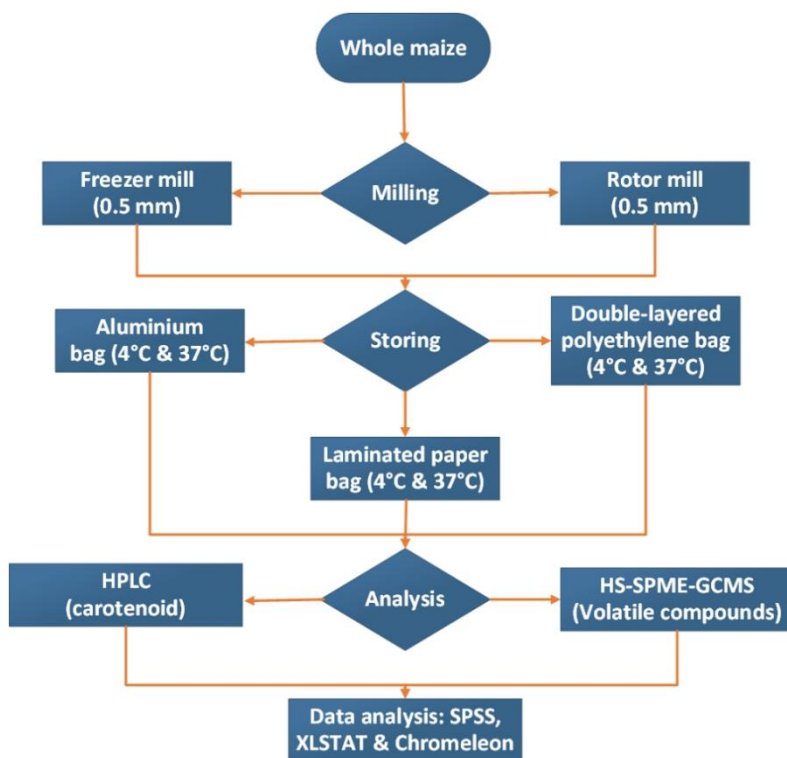 Whole maize
Freezer mill
(0.5 mm)
Milling
Rotor mill
(0.5 mm)
Aluminium
bag (4°C & 37°C)
Storing
Double-layered
polyethylene bag
(4°C & 37°C)
Laminated paper
bag (4°C & 37°C)
HPLC
(carotenoid)
Analysis
HS-SPME-GCMS
(Volatile compounds)
Data analysis: SPSS,
XLSTAT & Chromeleon